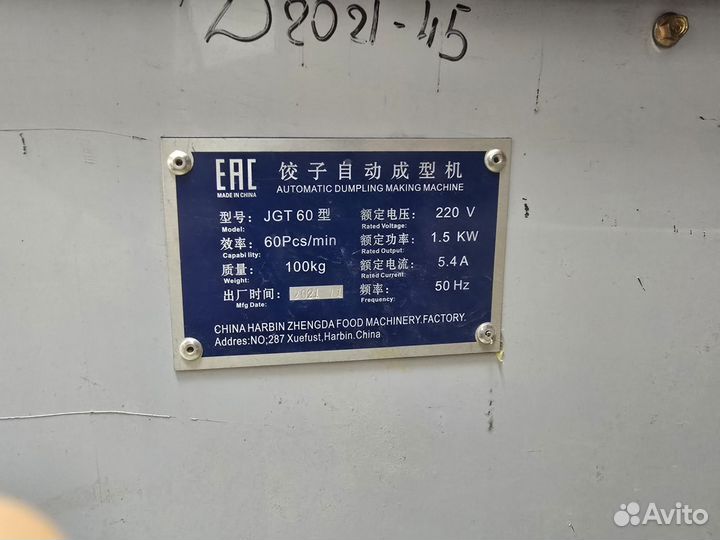 2021-45
EAC
MADE IN CHINA
饺子自动成型机
AUTOMATIC DUMPLING MAKING MACHINE
型号: JGT 60 型 额定电压: 220 V
Model: Rated Voltage:
效率: 60Pcs/min 额定功率: 1.5 KW
Capability: Rated Output:
质量: 100kg 额定电流: 5.4 A
Weight: Rated Current:
出厂时间: 2021 11 频率: 50 Hz
Mfg Date: Frequency:
CHINA HARBIN ZHENGDA FOOD MACHINERY.FACTORY.
Addres:NO;287 Xuefust,Harbin.China
Avito